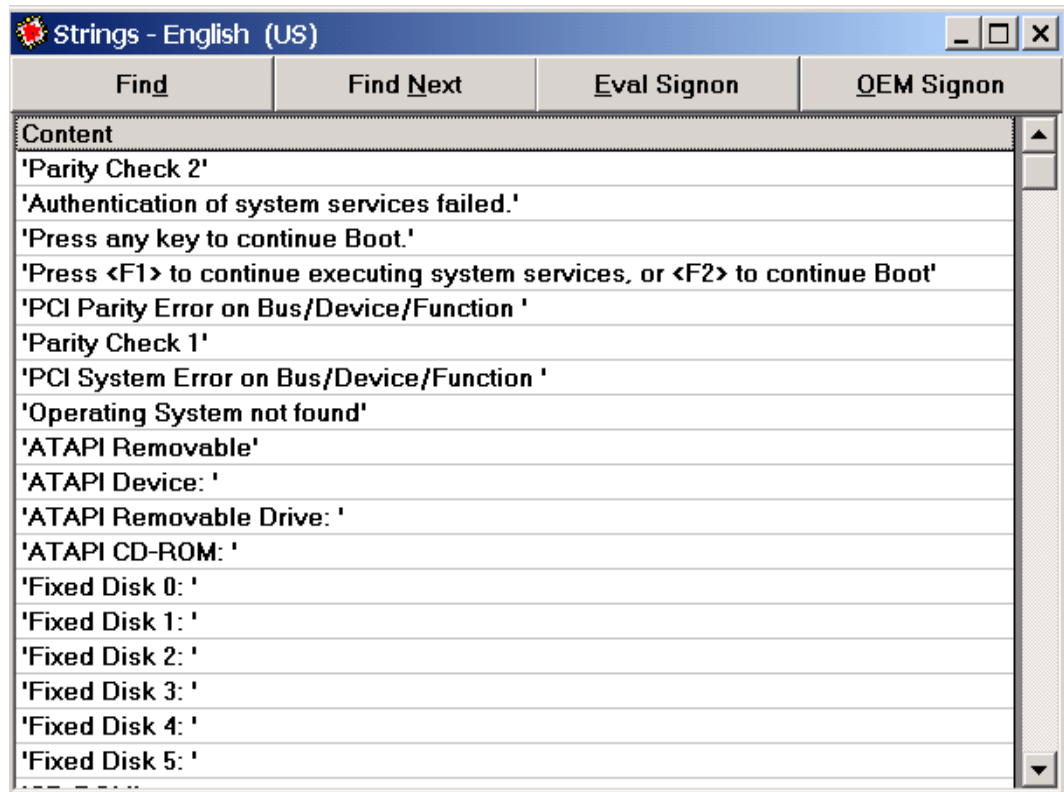 Strings - English  (US)
Find
Find Next
Eval Signon
OEM Signon
Content
'Parity Check 2'
'Authentication of system services failed.'
'Press any key to continue Boot.'
'Press <F1> to continue executing system services, or <F2> to continue Boot'
'PCI Parity Error on Bus/Device/Function '
'Parity Check 1'
'PCI System Error on Bus/Device/Function '
'Operating System not found'
'ATAPI Removable'
'ATAPI Device: '
'ATAPI Removable Drive: '
'ATAPI CD-ROM: '
'Fixed Disk 0: '
'Fixed Disk 1: '
'Fixed Disk 2: '
'Fixed Disk 3: '
'Fixed Disk 4: '
'Fixed Disk 5: '